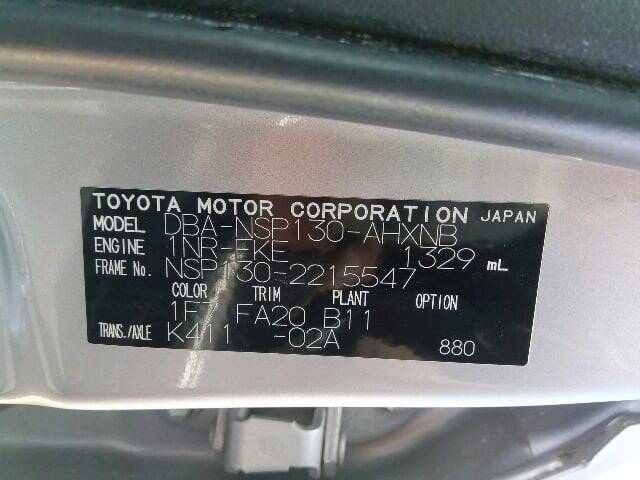 TOYOTA MOTOR CORPORATION JAPAN
MODEL DBA-NSP130-AHXNB
ENGINE 1NR-FKE 1329 mL
FRAME No. NSP130-2215547
COLOR TRIM PLANT OPTION
1F7 FA20 B11
TRANS./AXLE K411 -02A 880